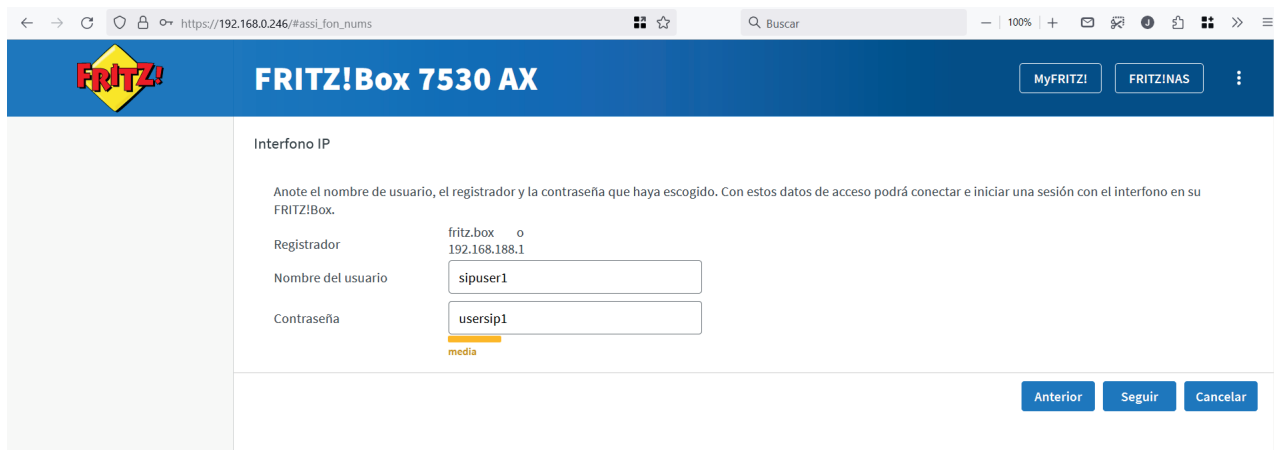 https://192.168.0.246/#assi_fon_nums
Buscar
100%
FRITZ!
FRITZ!Box 7530 AX
MyFRITZ!
FRITZ!NAS
Interfono IP
Anote el nombre de usuario, el registrador y la contraseña que haya escogido. Con estos datos de acceso podrá conectar e iniciar una sesión con el interfono en su
FRITZ!Box.
Registrador
fritz.box o
192.168.188.1
Nombre del usuario
sipuser1
Contraseña
usersip1
media
Anterior
Seguir
Cancelar